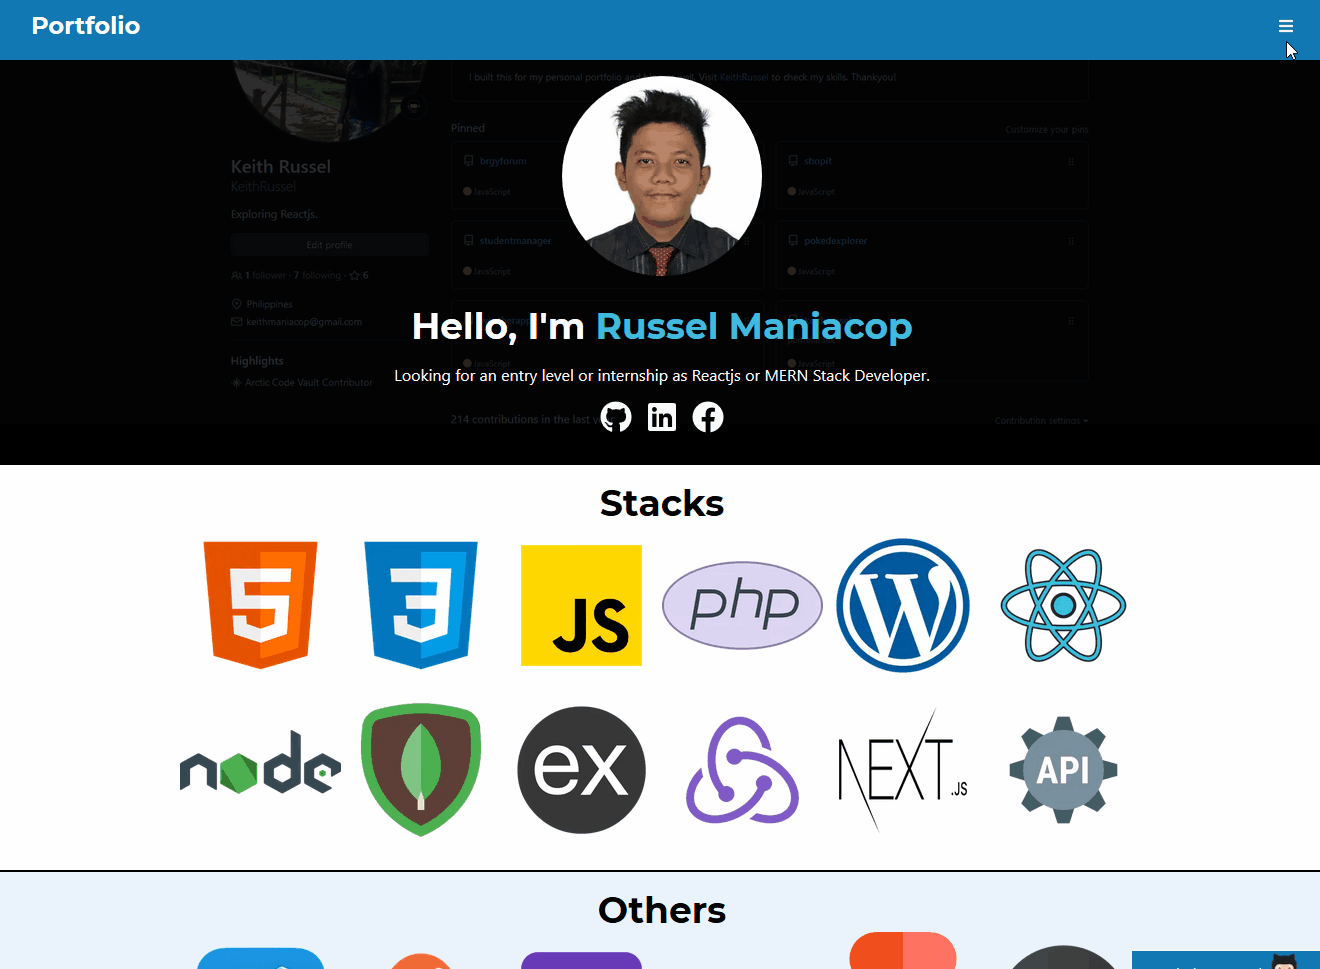 Portfolio
I built this for my personal portfolio and
Visit KeithRussel to check my skills. Thankyou!
Pinned
Customize your pins
Keith Russel
KeithRussel
Exploring Reactjs.
Edit profile
1 follower · 7 following · 6
Philippines
keithmaniacop@gmail.com
Highlights
Arctic Code Vault Contributor
brgyforum
JavaScript
shopit
JavaScript
studentmanager
JavaScript
pokedexplorer
JavaScript
Hello, I'm Russel Maniacop
Looking for an entry level or internship as Reactjs or MERN Stack Developer.
214 contributions in the last
Contribution settings
in
Stacks
5
3
JS
php
W
node
ex
NEXT.JS
API
Others